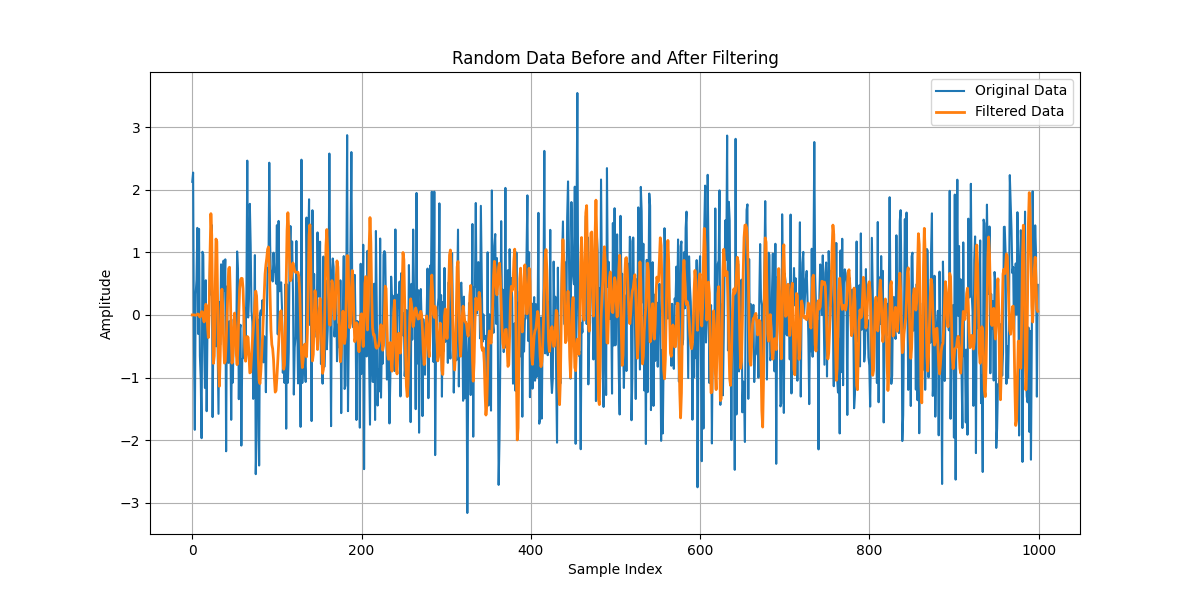 Random Data Before and After Filtering
Original Data
Filtered Data
Amplitude
3
2
1
0
−1
−2
−3
0 200 400 600 800 1000
Sample Index